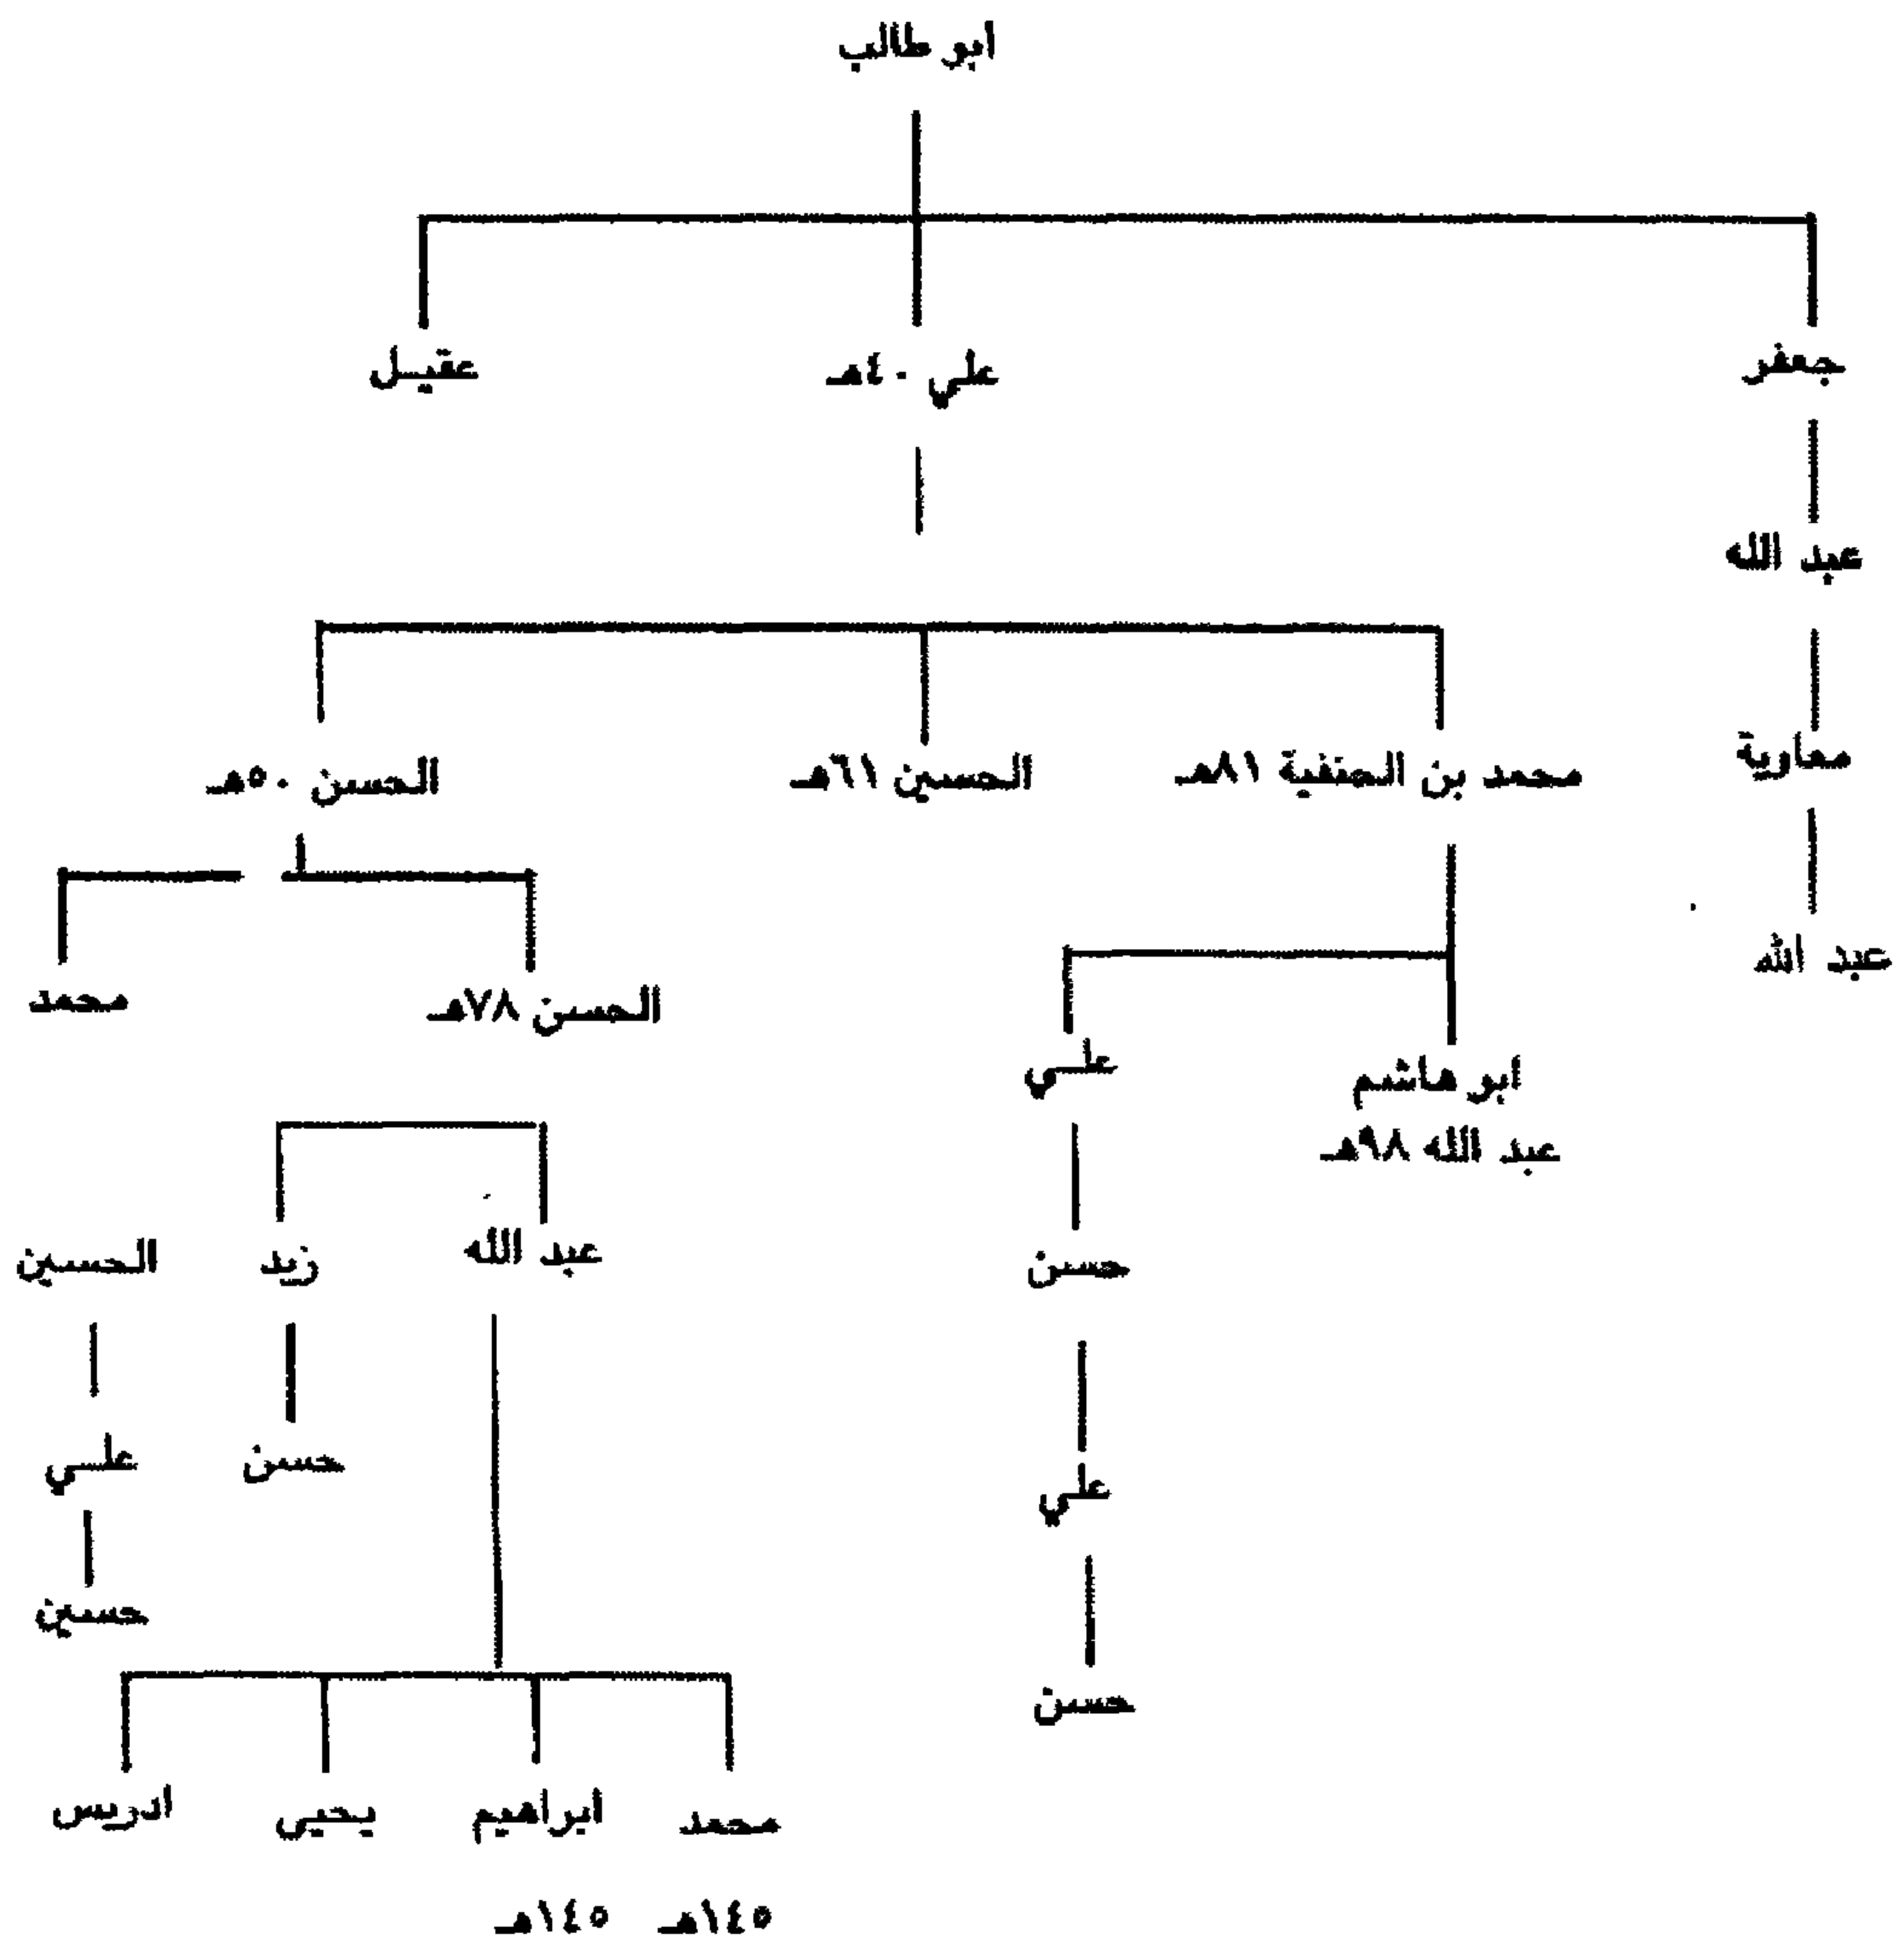 ابو طالب
جعفر
علي ٤٠هـ
عقيل
عبد الله
معاوية
محمد بن الحنفية ٨١هـ
الحسين ٦١هـ
الحسن ٥٠هـ
عبد الله
ابو هاشم
عبد الله ٩٨هـ
علي
الحسن ٧٨هـ
محمد
حسن
عبد الله
زيد
الحسين
علي
حسن
علي
حسن
حسين
محمد
ابراهيم
يحيي
ادريس
١٤٥هـ
١٤٥هـ